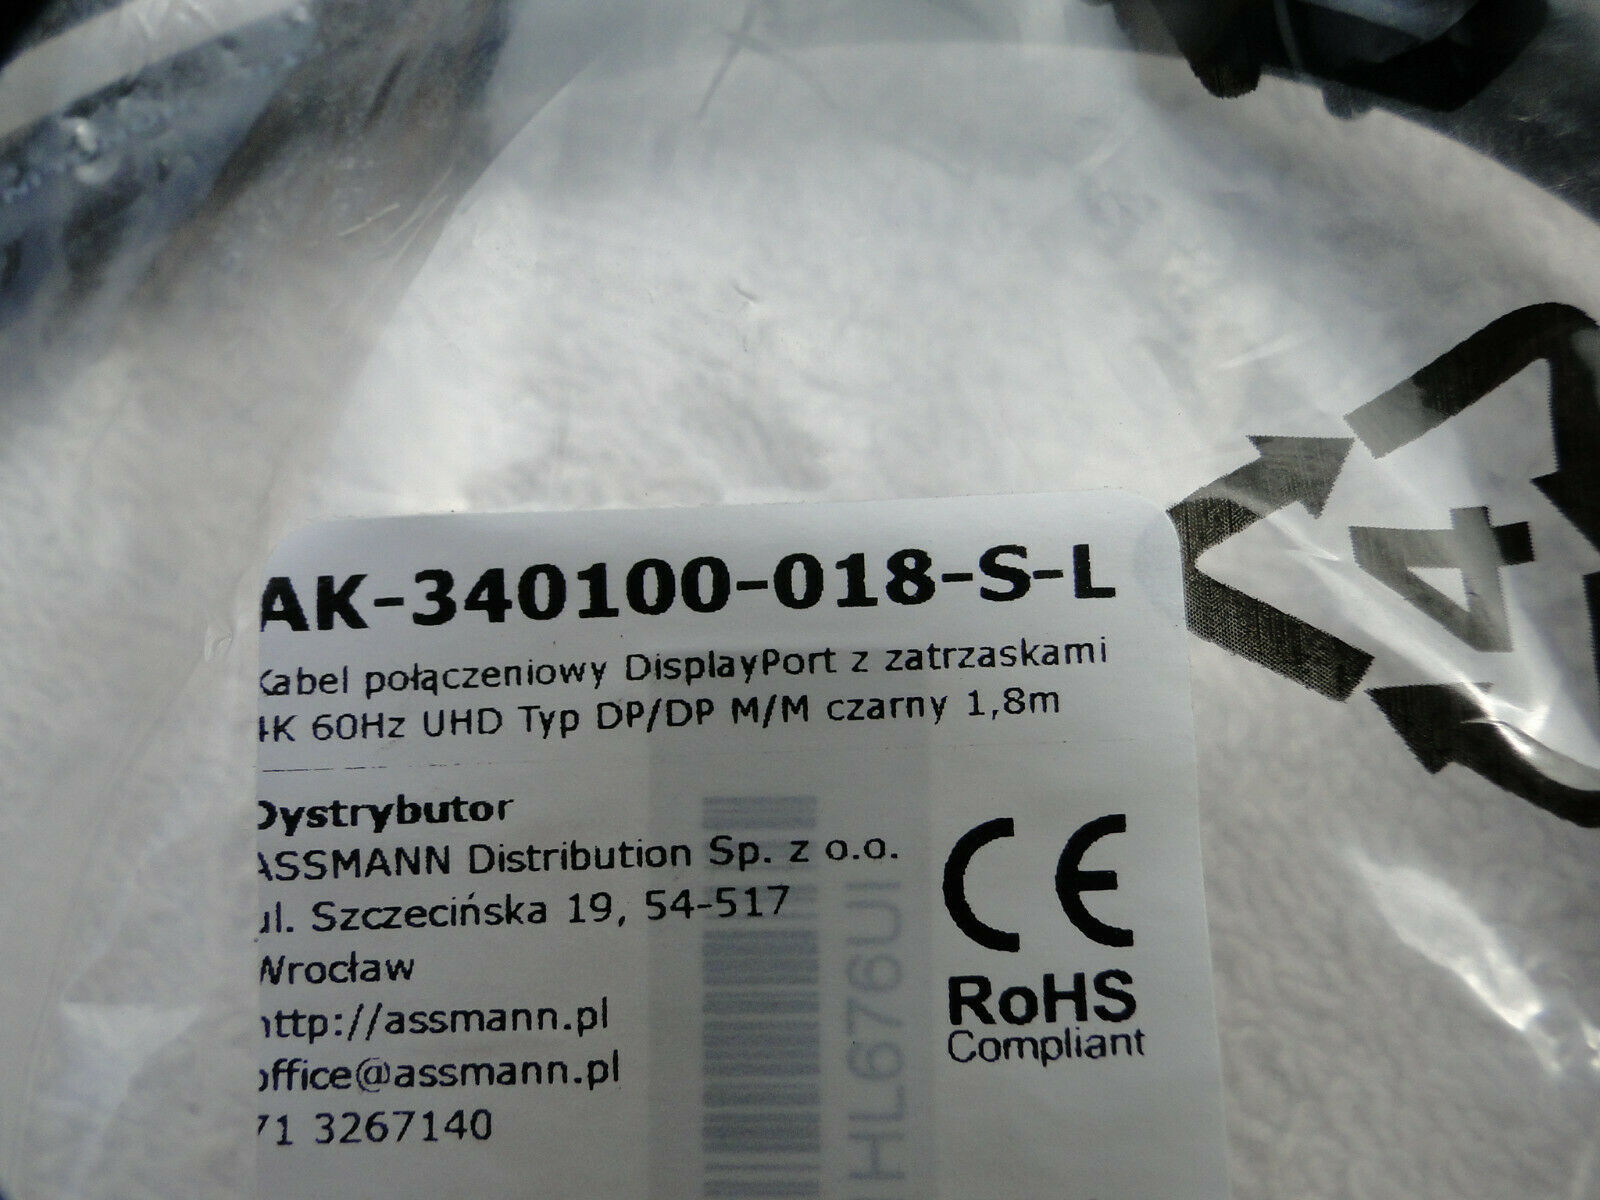 AK-340100-018-S-L
Kabel połączeniowy DisplayPort z zatrzaskami
4K 60Hz UHD Typ DP/DP M/M czarny 1,8m
Dystrybutor
ASSMANN Distribution Sp. z o.o.
ul. Szczecińska 19, 54-517
Wrocław
http://assmann.pl
office@assmann.pl
71 3267140
CE
RoHS
Compliant
4